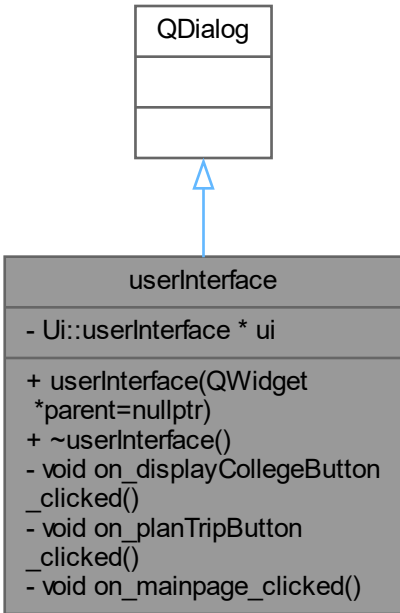 QDialog
userInterface
- Ui::userInterface * ui
+ userInterface(QWidget
*parent=nullptr)
+ ~userInterface()
- void on_displayCollegeButton
_clicked()
- void on_planTripButton
_clicked()
- void on_mainpage_clicked()